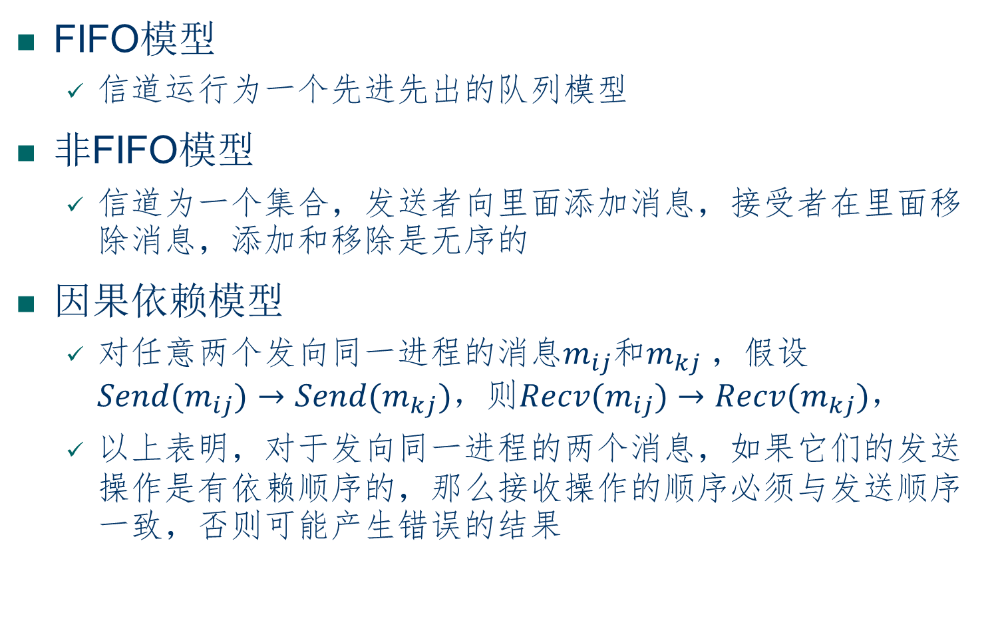 FIFO模型
✓ 信道运行为一个先进先出的队列模型
非FIFO模型
✓ 信道为一个集合，发送者向里面添加消息，接受者在里面移
除消息，添加和移除是无序的
因果依赖模型
✓ 对任意两个发向同一进程的消息m_{ij}和m_{kj}，假设
Send(m_{ij})→Send(m_{kj})，则Recv(m_{ij})→Recv(m_{kj})，
✓ 以上表明，对于发向同一进程的两个消息，如果它们的发送
操作是有依赖顺序的，那么接收操作的顺序必须与发送顺序
一致，否则可能产生错误的结果